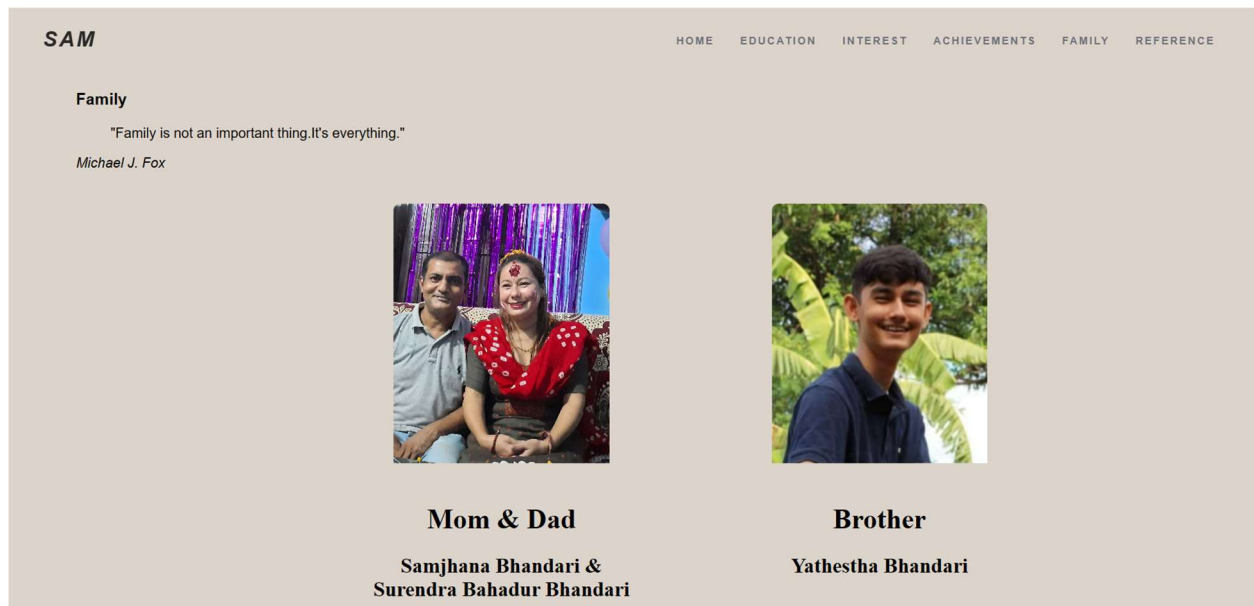 SAM
HOME EDUCATION INTEREST ACHIEVEMENTS FAMILY REFERENCE
Family
"Family is not an important thing.It's everything."
Michael J. Fox
Mom & Dad
Samjhana Bhandari &
Surendra Bahadur Bhandari
Brother
Yathestha Bhandari